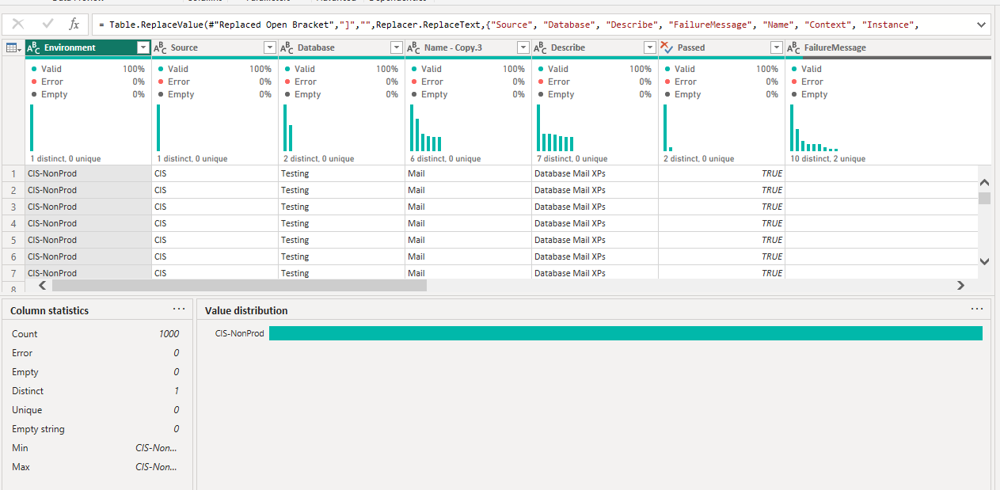 fx = Table.ReplaceValue(#"Replaced Open Bracket","]","",Replacer.ReplaceText,{"Source", "Database", "Describe", "FailureMessage", "Name", "Context", "Instance",
ABC Environment ABC Source ABC Database ABC Name - Copy.3 ABC Describe Passed ABC FailureMessage
Valid 100% Valid 100% Valid 100% Valid 100% Valid 100% Valid 100% Valid
Error 0% Error 0% Error 0% Error 0% Error 0% Error 0% Error
Empty 0% Empty 0% Empty 0% Empty 0% Empty 0% Empty 0% Empty
1 distinct, 0 unique 1 distinct, 0 unique 2 distinct, 0 unique 6 distinct, 0 unique 7 distinct, 0 unique 2 distinct, 0 unique 10 distinct, 2 unique
1 CIS-NonProd CIS Testing Mail Database Mail XPs TRUE
2 CIS-NonProd CIS Testing Mail Database Mail XPs TRUE
3 CIS-NonProd CIS Testing Mail Database Mail XPs TRUE
4 CIS-NonProd CIS Testing Mail Database Mail XPs TRUE
5 CIS-NonProd CIS Testing Mail Database Mail XPs TRUE
6 CIS-NonProd CIS Testing Mail Database Mail XPs TRUE
7 CIS-NonProd CIS Testing Mail Database Mail XPs TRUE
8
Column statistics ...
Count 1000
Error 0
Empty 0
Distinct 1
Unique 0
Empty string 0
Min CIS-Non...
Max CIS-Non...
Value distribution ...
CIS-NonProd